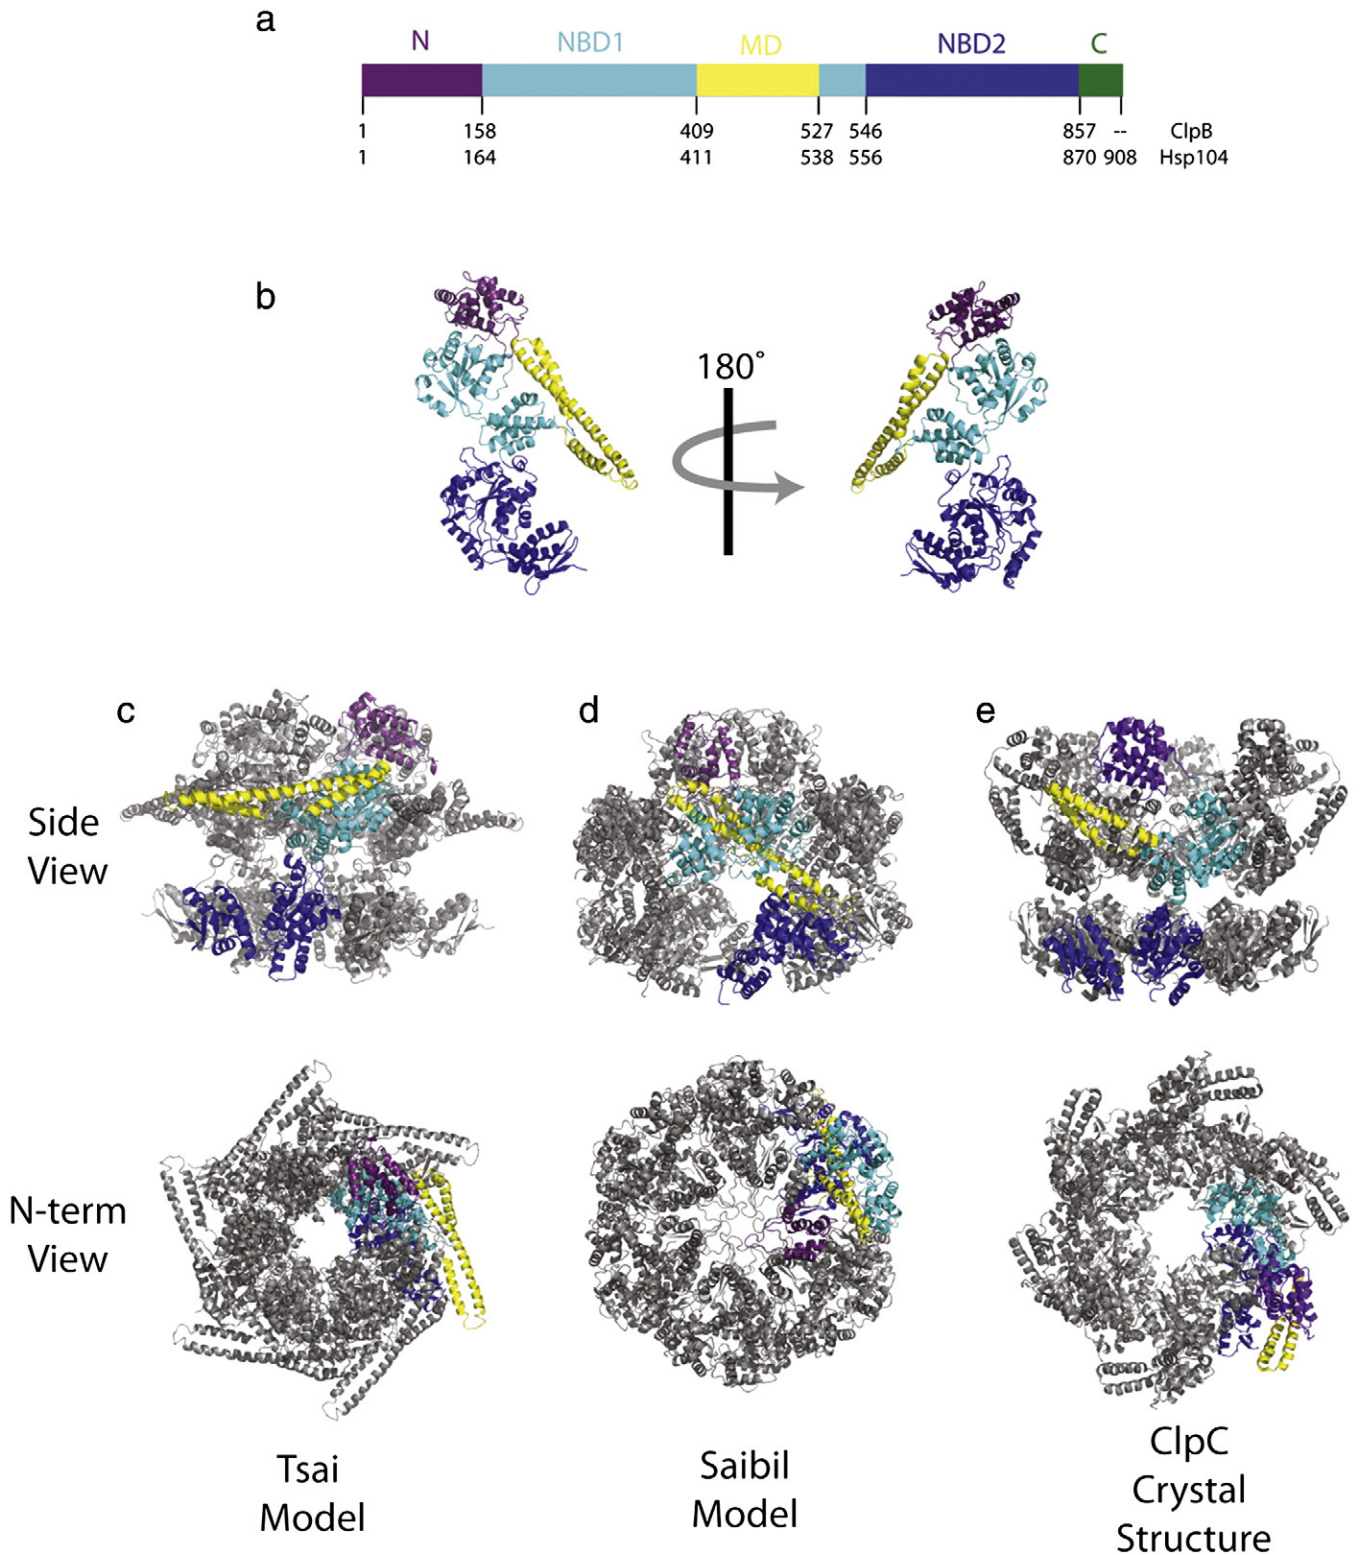 a
N NBD1 MD NBD2 C
1 158 409 527 546 857 -- ClpB
1 164 411 538 556 870 908 Hsp104
b
180°
c d e
Side
View
N-term
View
Tsai
Model
Saibil
Model
ClpC
Crystal
Structure